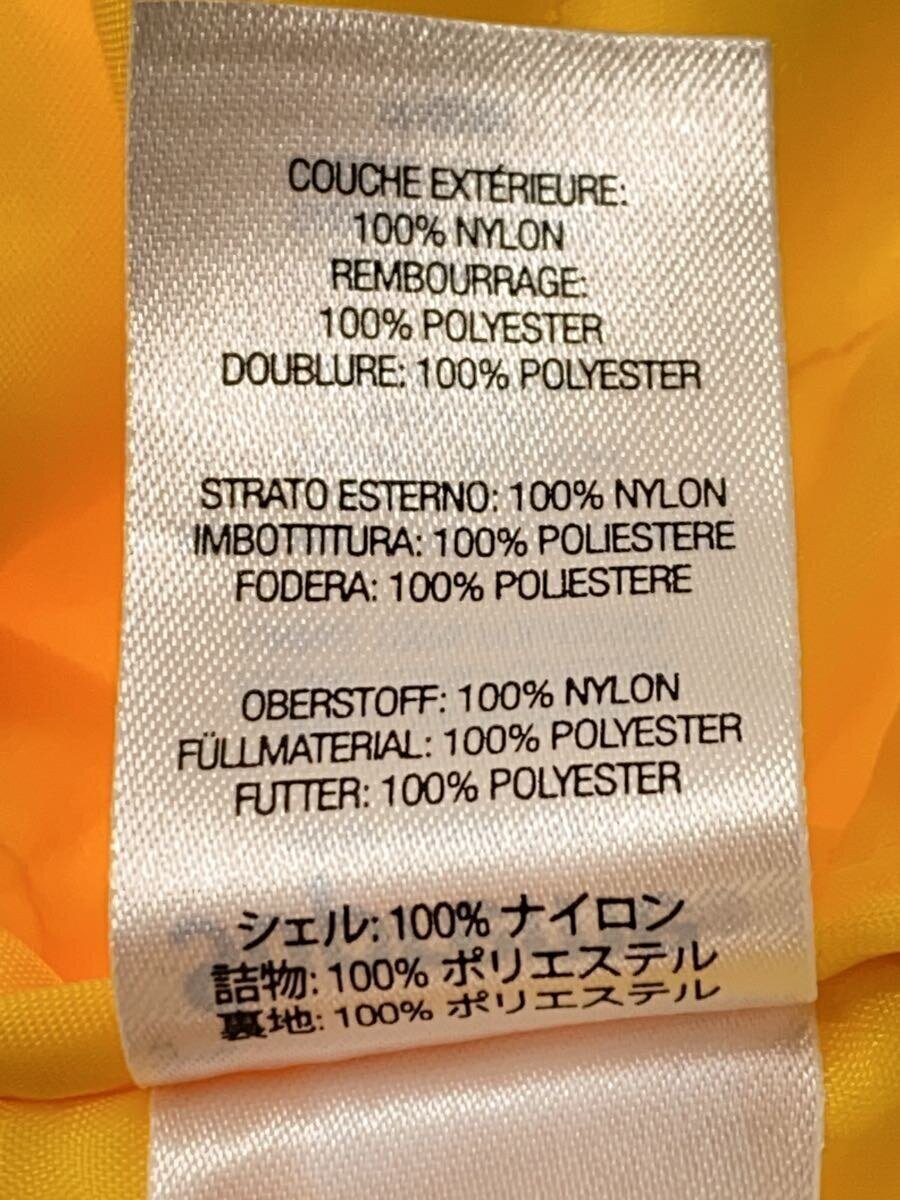 COUCHE EXTÉRIEURE:
100% NYLON
REMBOURRAGE:
100% POLYESTER
DOUBLURE: 100% POLYESTER
STRATO ESTERNO: 100% NYLON
IMBOTTITURA: 100% POLIESTERE
FODERA: 100% POLIESTERE
OBERSTOFF: 100% NYLON
FÜLLMATERIAL: 100% POLYESTER
FUTTER: 100% POLYESTER
シェル: 100% ナイロン
詰物: 100% ポリエステル
裏地: 100% ポリエステル